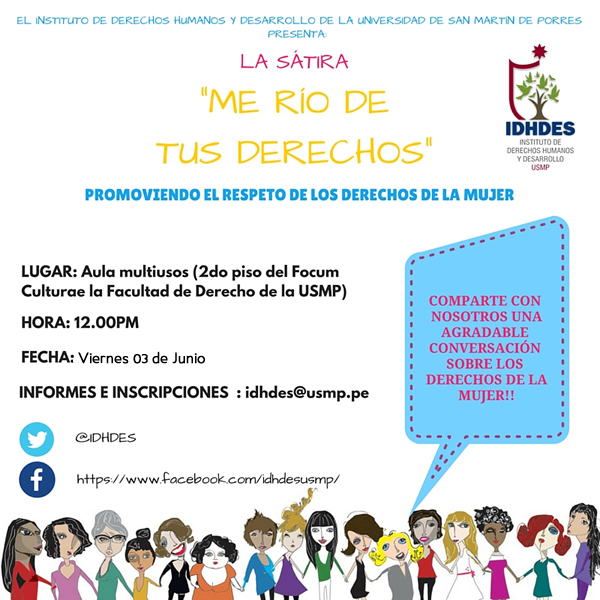 EL INSTITUTO DE DERECHOS HUMANOS Y DESARROLLO DE LA UNIVERSIDAD DE SAN MARTIN DE PORRES
PRESENTA:
LA SÁTIRA
"ME RÍO DE
TUS DERECHOS"
IDHDES
INSTITUTO DE
DERECHOS HUMANOS
Y DESARROLLO
USMP
PROMOVIENDO EL RESPETO DE LOS DERECHOS DE LA MUJER
LUGAR: Aula multiusos (2do piso del Focum
Culturae la Facultad de Derecho de la USMP)
HORA: 12.00PM
FECHA: Viernes 03 de Junio
INFORMES E INSCRIPCIONES : idhdes@usmp.pe
@IDHDES
https://www.facebook.com/idhdesusmp/
COMPARTE CON
NOSOTROS UNA
AGRADABLE
CONVERSACIÓN
SOBRE LOS
DERECHOS DE LA
MUJER!!